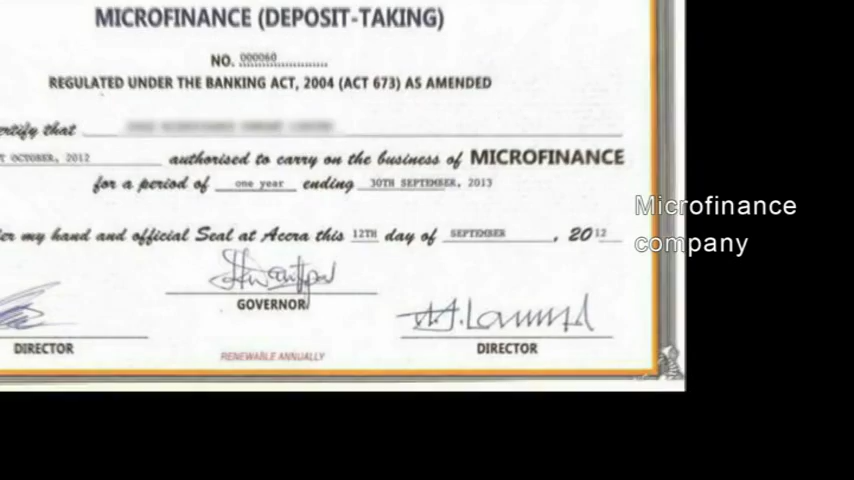 MICROFINANCE (DEPOSIT-TAKING)
NO. 000060
REGULATED UNDER THE BANKING ACT, 2004 (ACT 673) AS AMENDED
ertify that
T OCTOBER, 2012 authorised to carry on the business of MICROFINANCE
for a period of one year ending 30TH SEPTEMBER, 2013
er my hand and official Seal at Accra this 12TH day of SEPTEMBER, 2012
GOVERNOR
DIRECTOR
DIRECTOR
RENEWABLE ANNUALLY
Microfinance
company